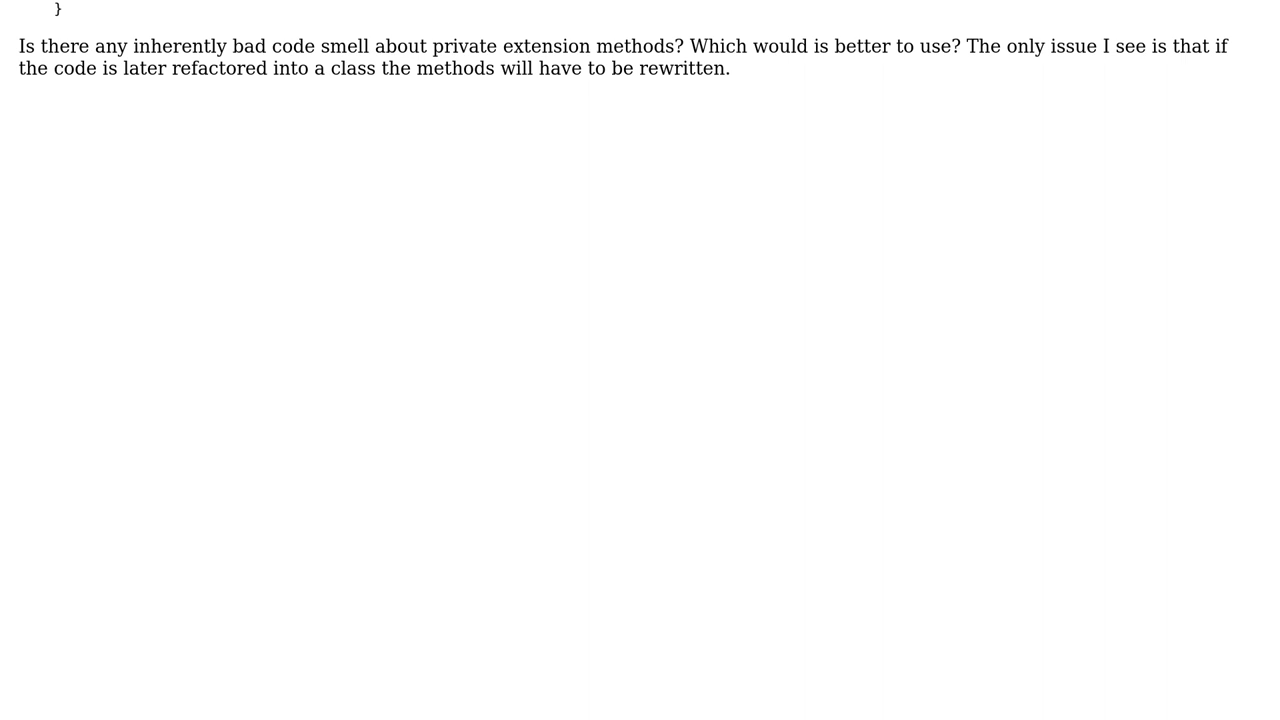 }
Is there any inherently bad code smell about private extension methods? Which would is better to use? The only issue I see is that if
the code is later refactored into a class the methods will have to be rewritten.